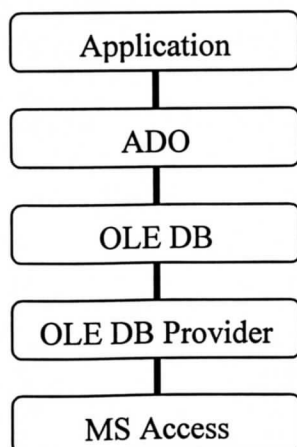 Application
ADO
OLE DB
OLE DB Provider
MS Access